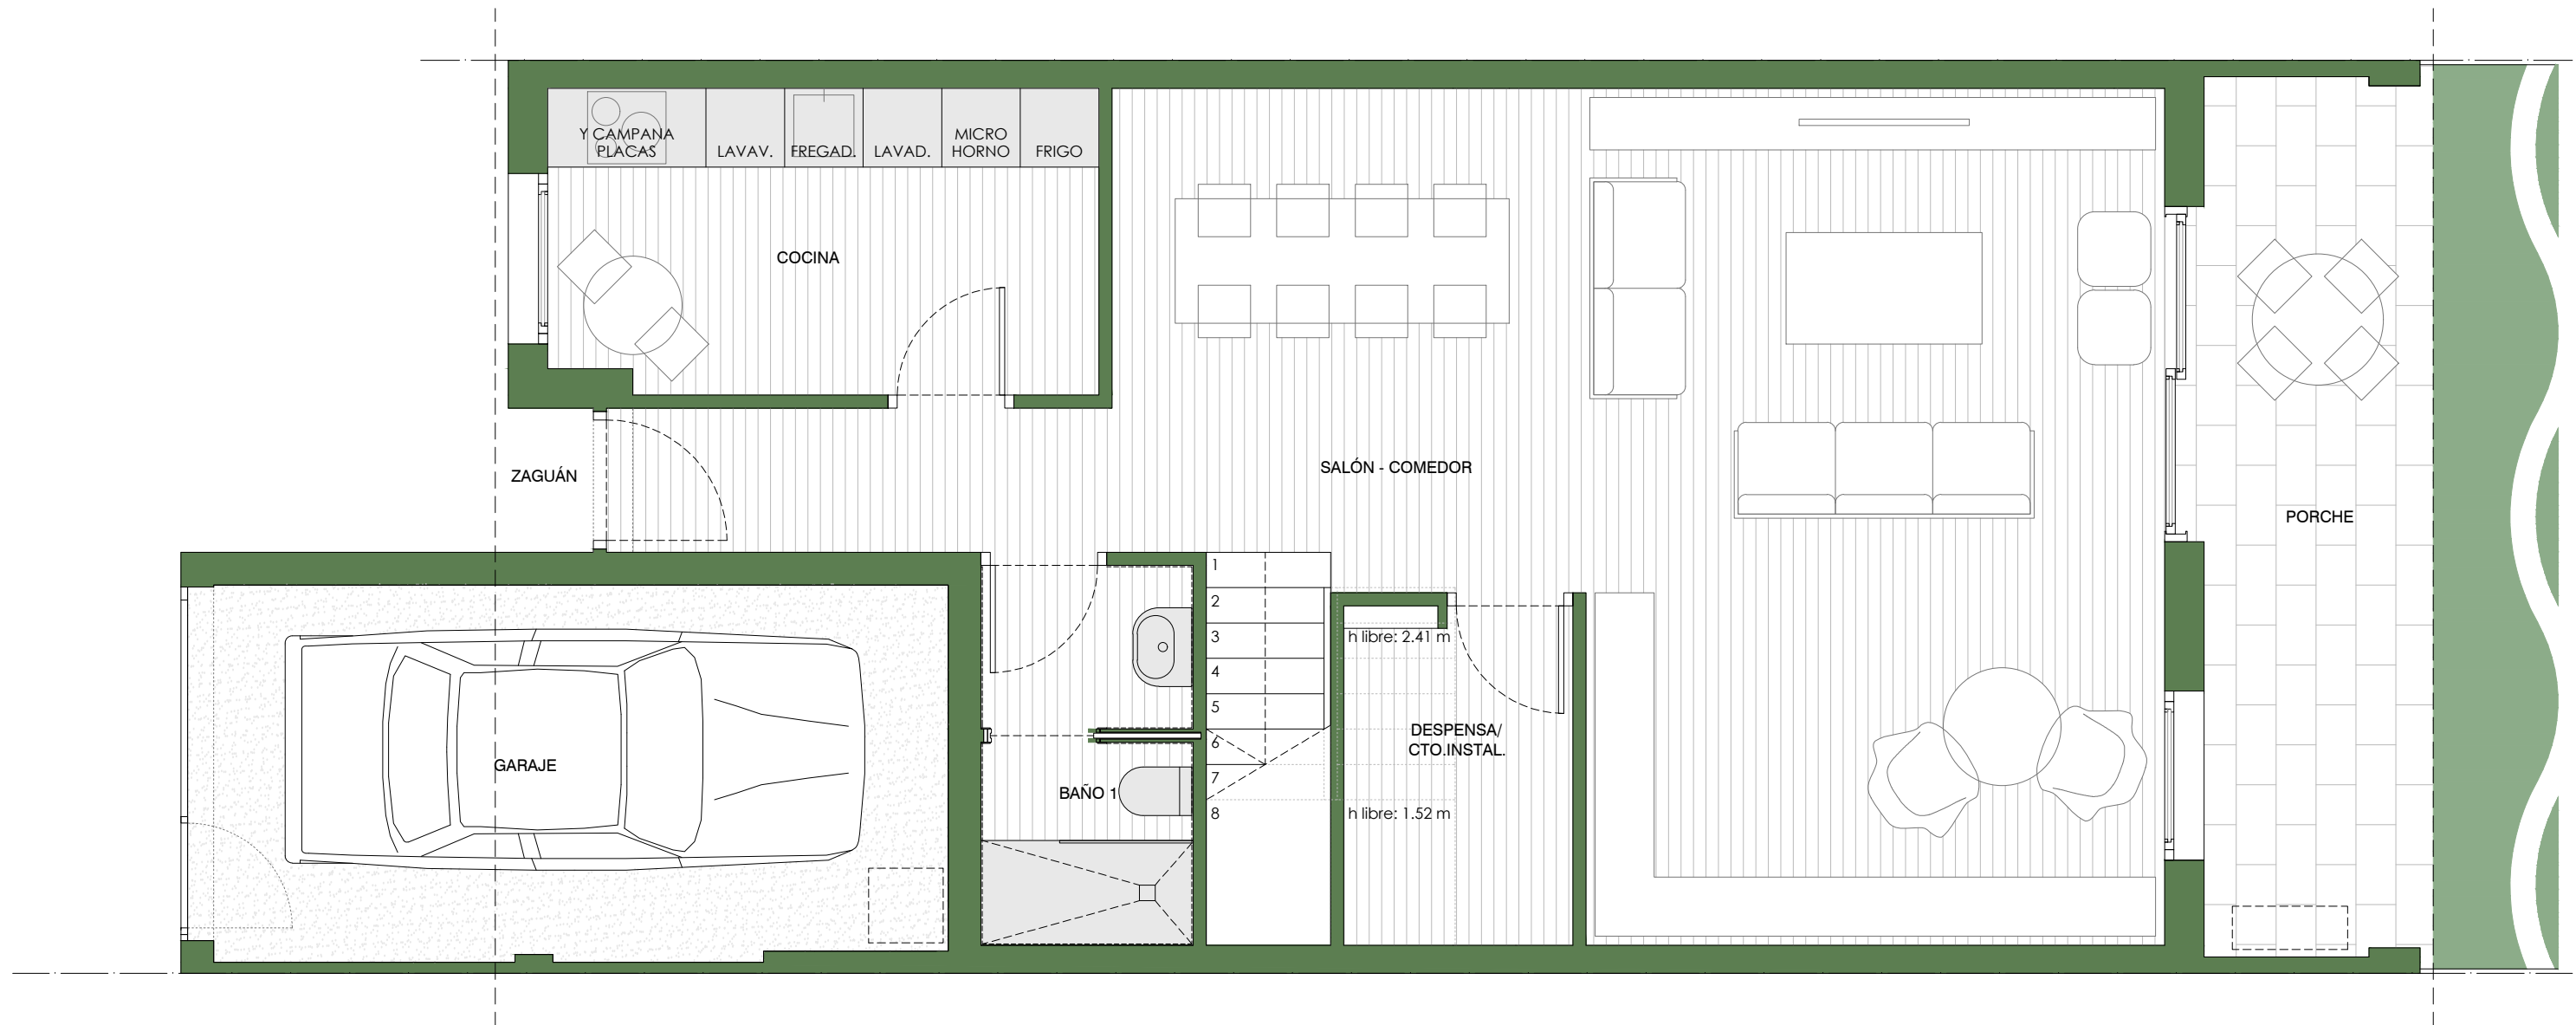 Y CAMPANA
PLACAS
LAVAV.
FREGAD.
LAVAD.
MICRO
HORNO
FRIGO
COCINA
ZAGUÁN
SALÓN - COMEDOR
PORCHE
1
2
3
4
5
6
7
8
h libre: 2.41 m
DESPENSA/
CTO.INSTAL.
h libre: 1.52 m
GARAJE
BAÑO 1